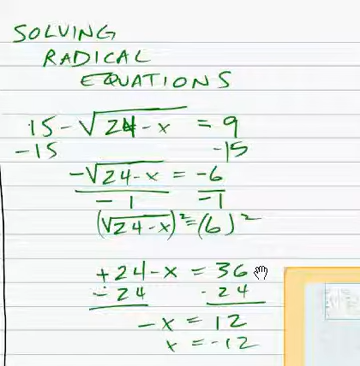 SOLVING
RADICAL
EQUATIONS
15 - √24 - x = 9
-15 -15
-√24 - x = -6
-1 -1
(√24 - x)² = (6)²
+24 - x = 36
- 24 - 24
-x = 12
x = -12